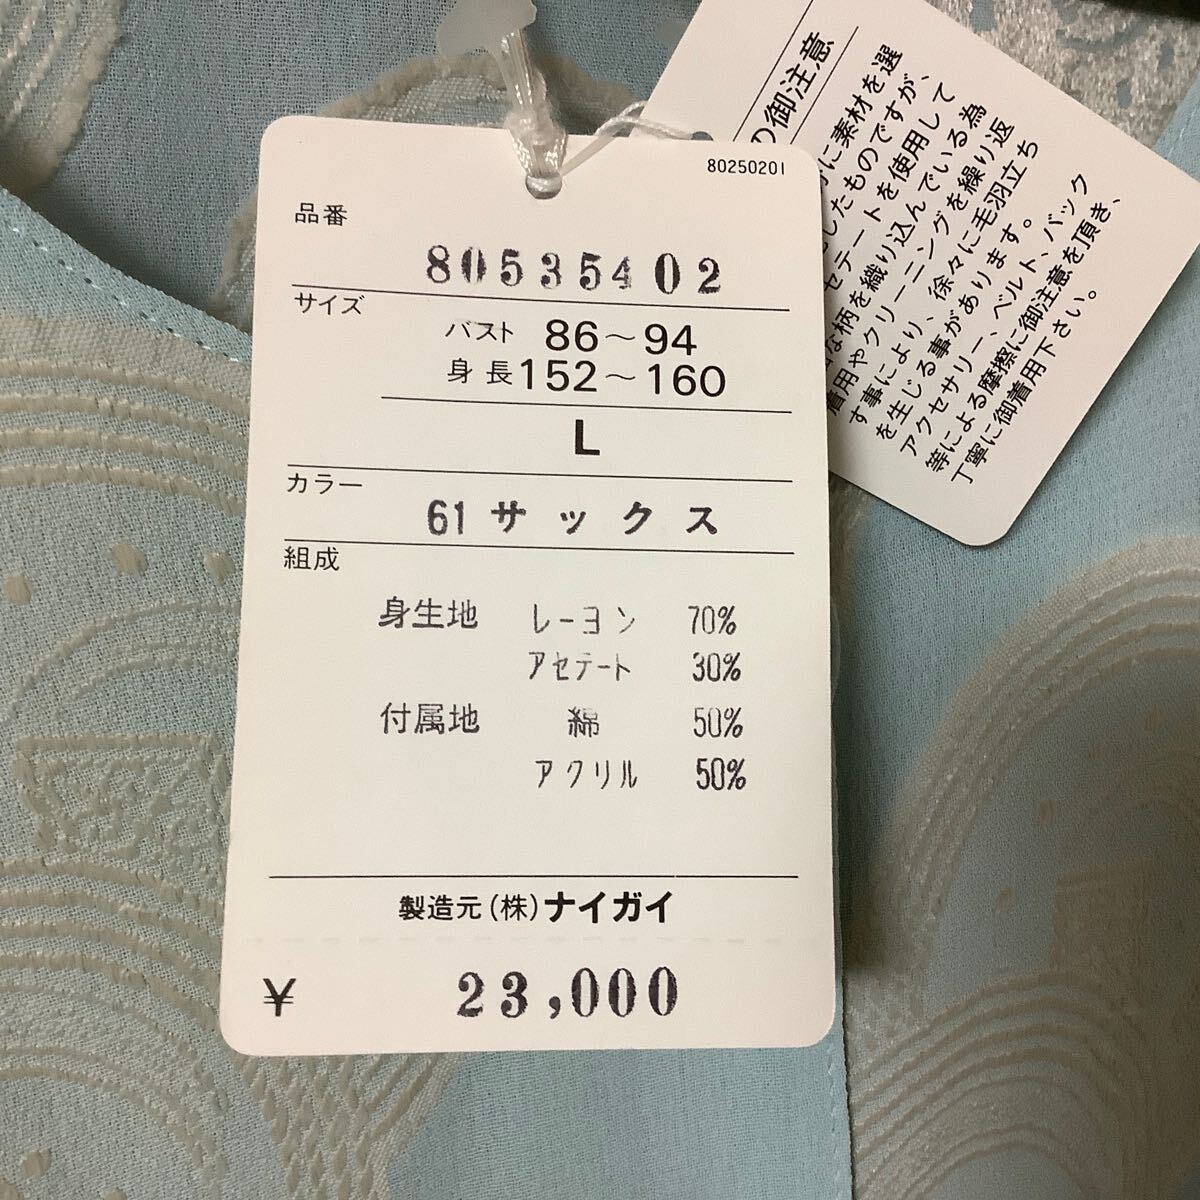 80250201
品番
80535402
サイズ
バスト 86〜94
身長 152〜160
L
カラー
61 サックス
組成
身生地 レーヨン 70%
アセテート 30%
付属地 綿 50%
アクリル 50%
製造元(株)ナイガイ
¥ 23,000
の御注意
に素材を選
したものですが、
セテートを使用して
な柄を織り込んでいる為
着用やクリーニングを繰り返
す事により、徐々に毛羽立ち
を生じる事があります。
アクセサリー、ベルト、バック
等による摩擦に御注意を頂き、
丁寧に御着用下さい。